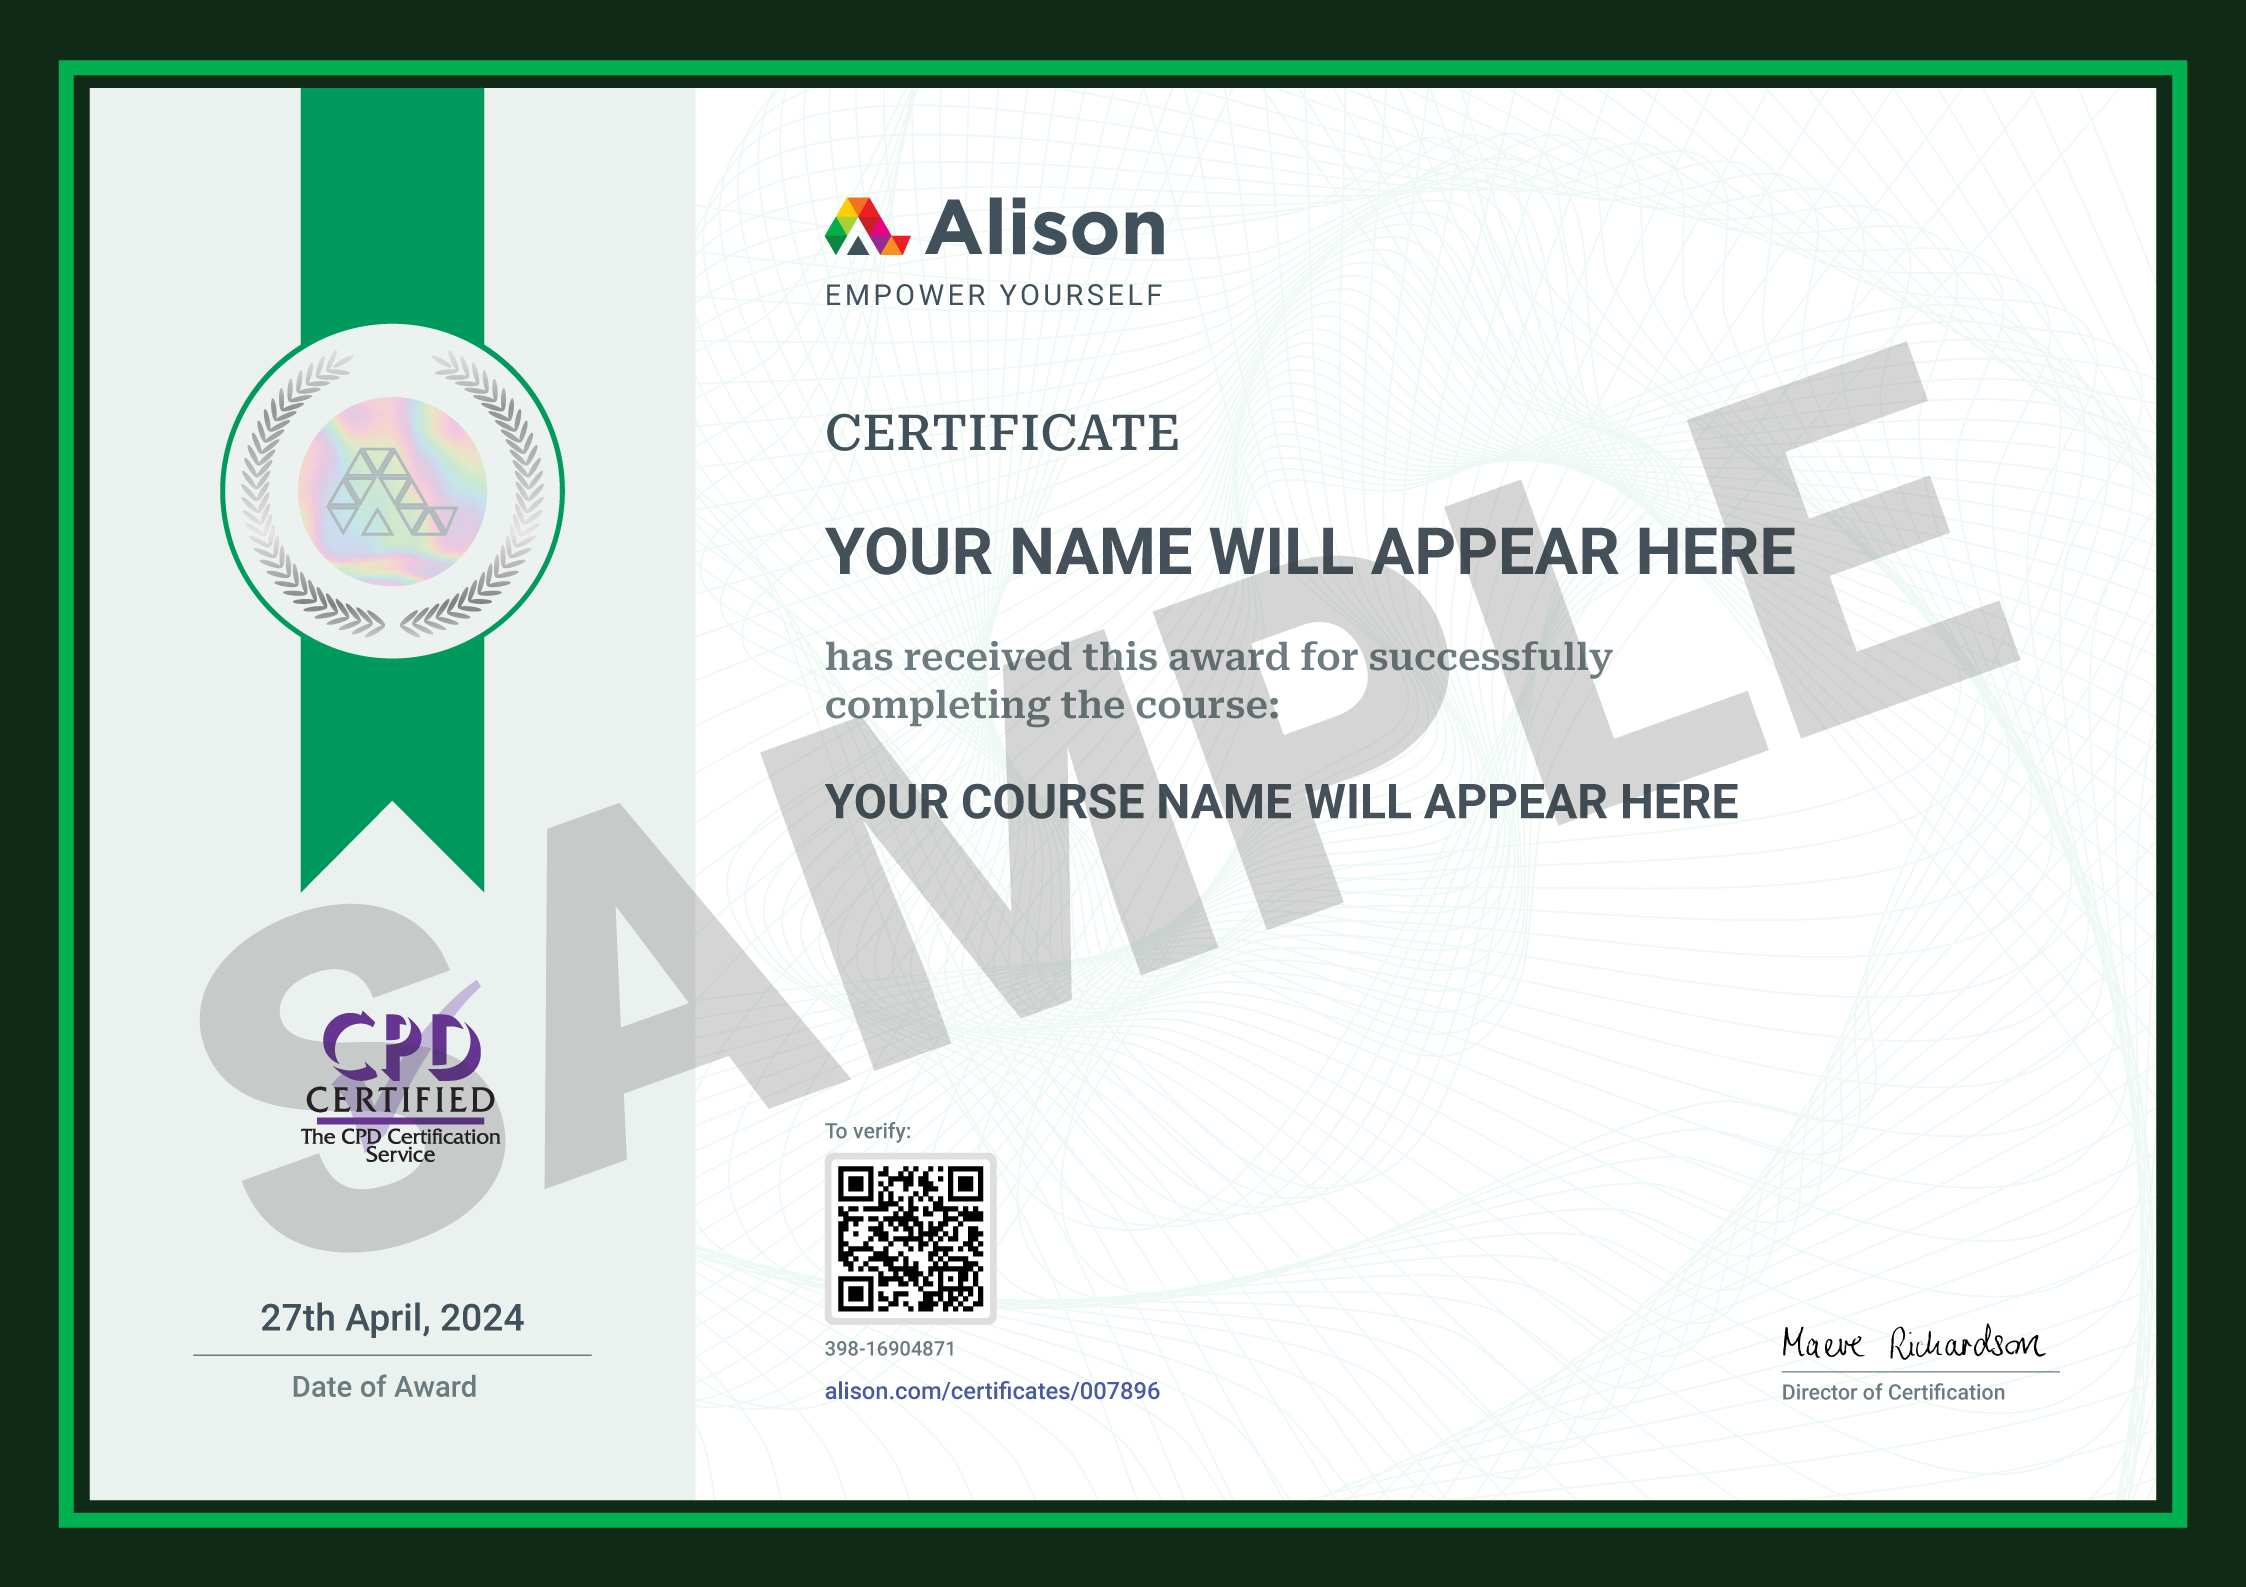 Alison
EMPOWER YOURSELF
CERTIFICATE
YOUR NAME WILL APPEAR HERE
has received this award for successfully
completing the course:
YOUR COURSE NAME WILL APPEAR HERE
SAMPLE
CPD
CERTIFIED
The CPD Certification
Service
27th April, 2024
Date of Award
To verify:
398-16904871
alison.com/certificates/007896
Maeve Richardson
Director of Certification